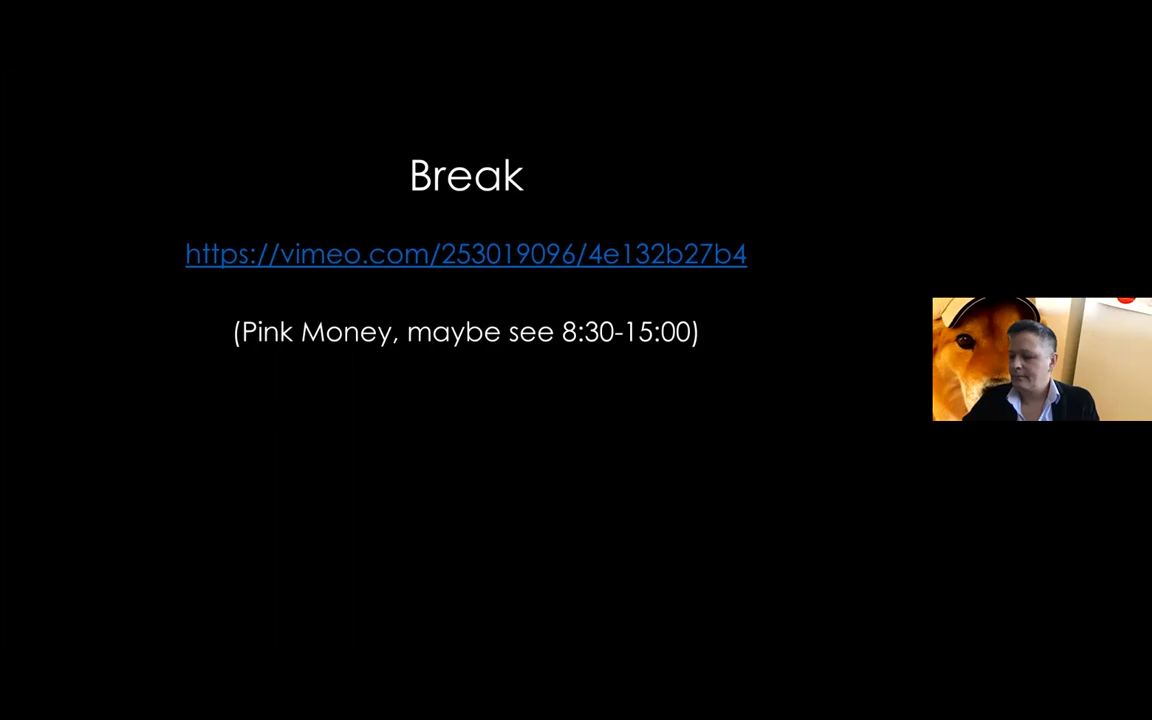 Break
https://vimeo.com/253019096/4e132b27b4
(Pink Money, maybe see 8:30-15:00)